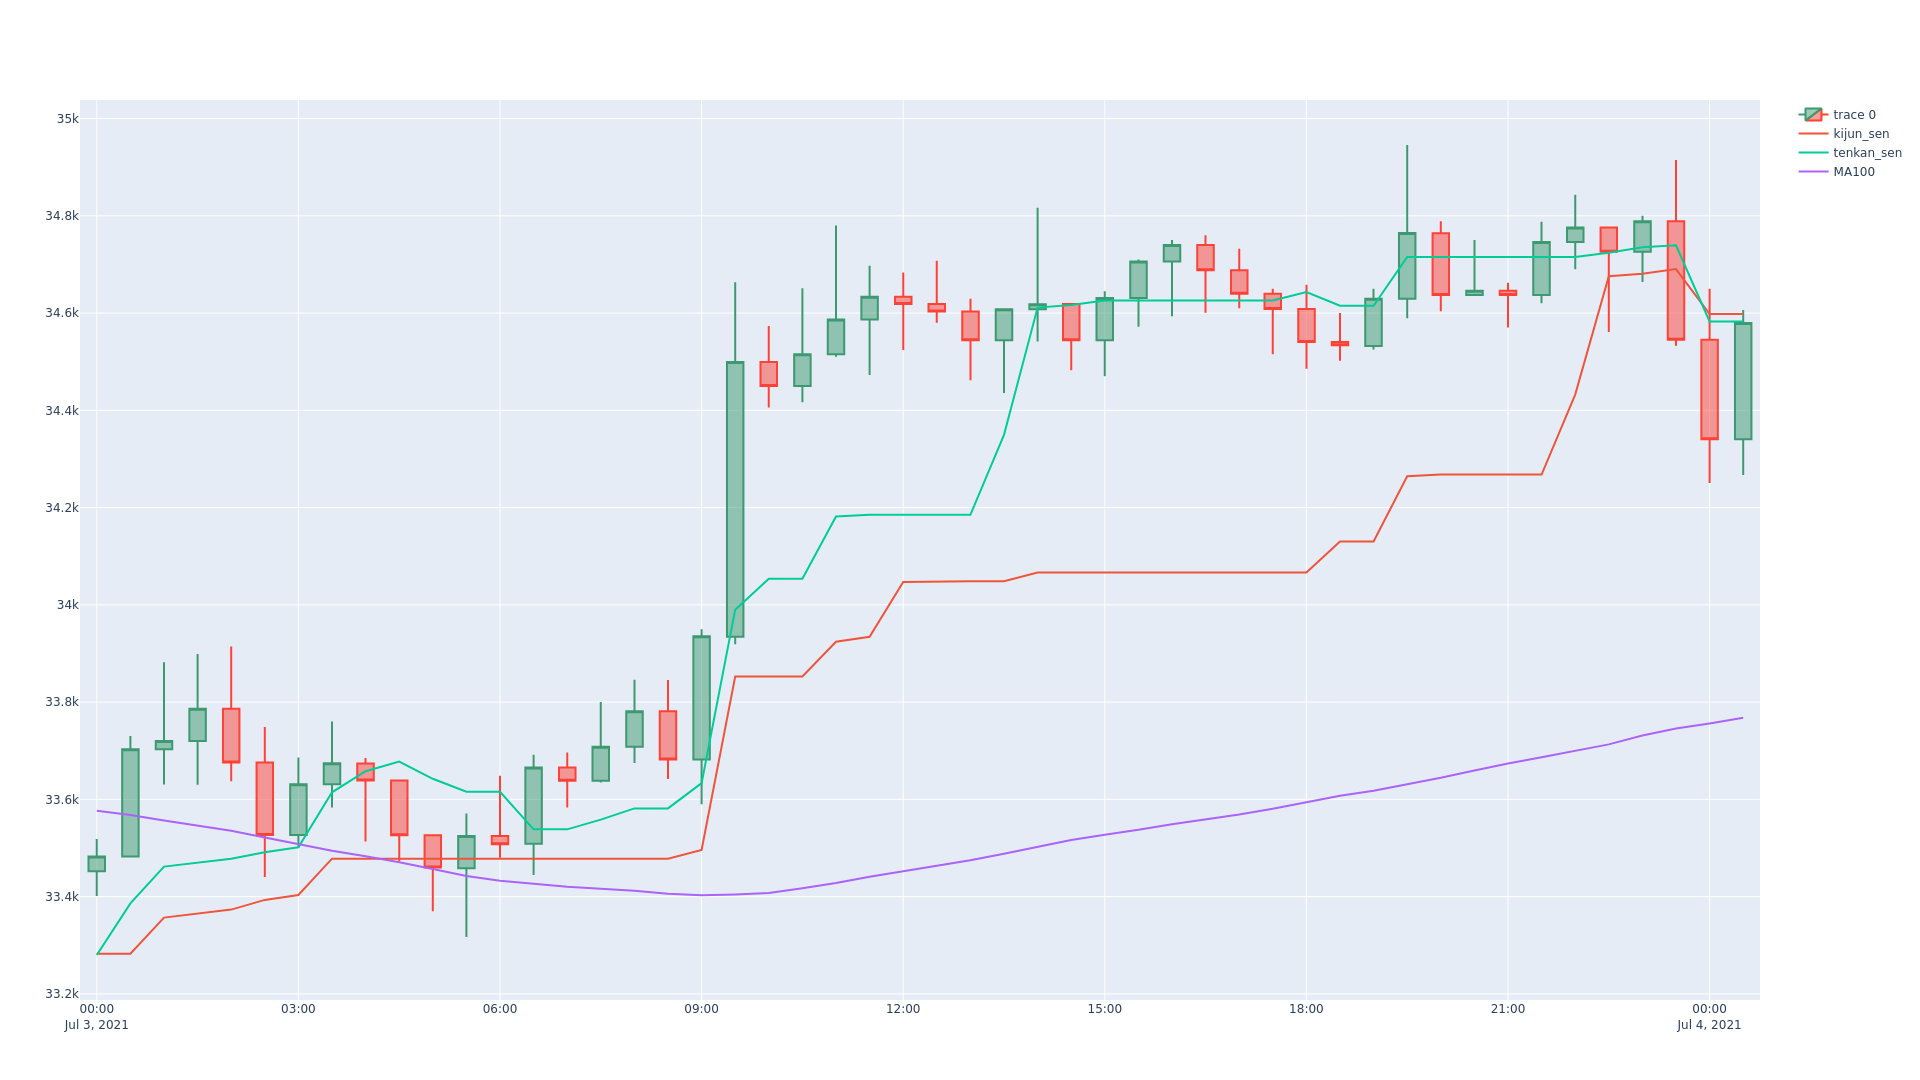 35k
34.8k
34.6k
34.4k
34.2k
34k
33.8k
33.6k
33.4k
33.2k
00:00 03:00 06:00 09:00 12:00 15:00 18:00 21:00 00:00
Jul 3, 2021 Jul 4, 2021
trace 0
kijun_sen
tenkan_sen
MA100